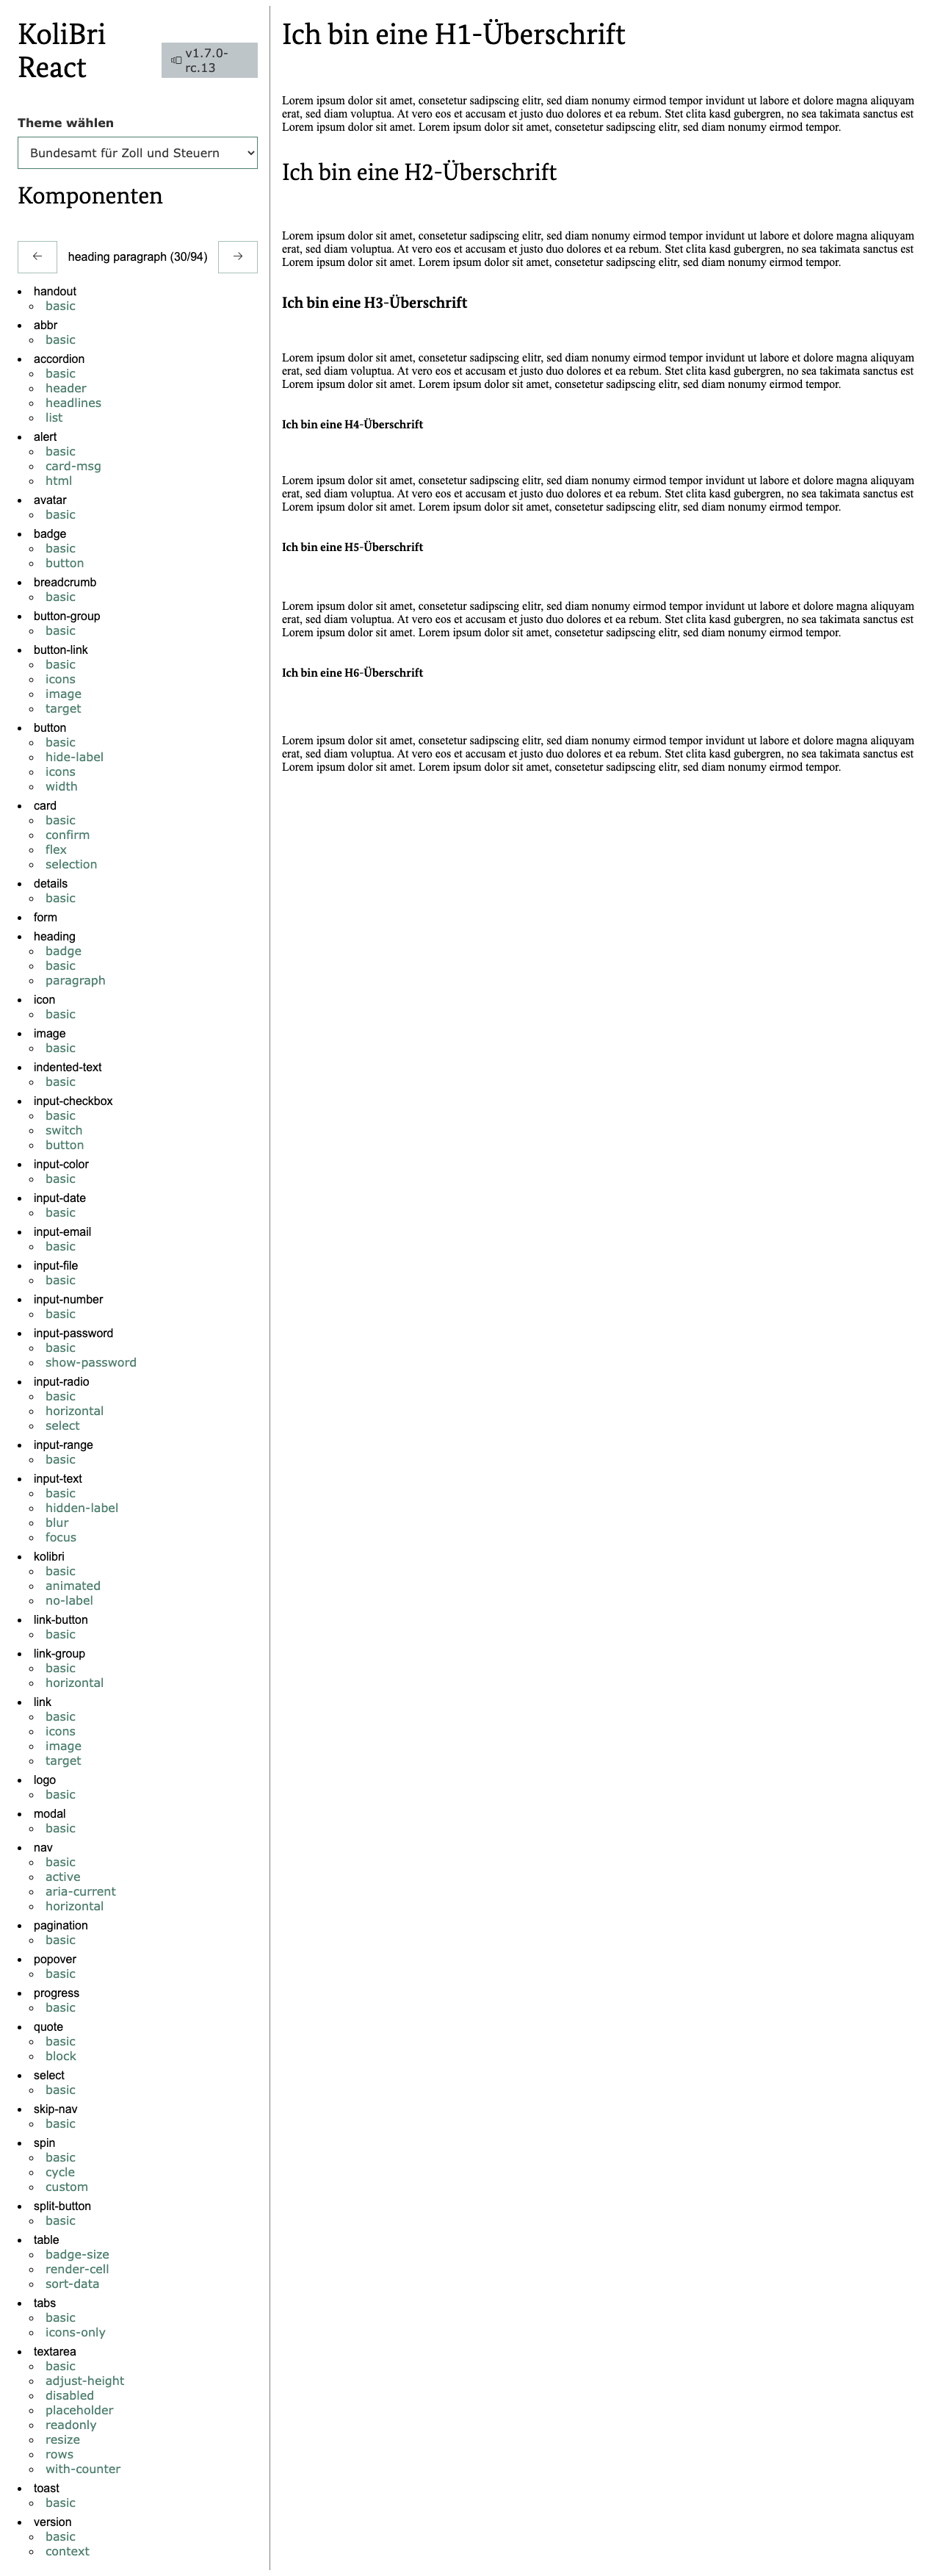 KoliBri
React
v1.7.0-
rc.13
Theme wählen
Bundesamt für Zoll und Steuern
Komponenten
← heading paragraph (30/94) →
handout
basic
abbr
basic
accordion
basic
header
headlines
list
alert
basic
card-msg
html
avatar
basic
badge
basic
button
breadcrumb
basic
button-group
basic
button-link
basic
icons
image
target
button
basic
hide-label
icons
width
card
basic
confirm
flex
selection
details
basic
form
heading
badge
basic
paragraph
icon
basic
image
basic
indented-text
basic
input-checkbox
basic
switch
button
input-color
basic
input-date
basic
input-email
basic
input-file
basic
input-number
basic
input-password
basic
show-password
input-radio
basic
horizontal
select
input-range
basic
input-text
basic
hidden-label
blur
focus
kolibri
basic
animated
no-label
link-button
basic
link-group
basic
horizontal
link
basic
icons
image
target
logo
basic
modal
basic
nav
basic
active
aria-current
horizontal
pagination
basic
popover
basic
progress
basic
quote
basic
block
select
basic
skip-nav
basic
spin
basic
cycle
custom
split-button
basic
table
badge-size
render-cell
sort-data
tabs
basic
icons-only
textarea
basic
adjust-height
disabled
placeholder
readonly
resize
rows
with-counter
toast
basic
version
basic
context
Ich bin eine H1-Überschrift
Lorem ipsum dolor sit amet, consetetur sadipscing elitr, sed diam nonumy eirmod tempor invidunt ut labore et dolore magna aliquyam
erat, sed diam voluptua. At vero eos et accusam et justo duo dolores et ea rebum. Stet clita kasd gubergren, no sea takimata sanctus est
Lorem ipsum dolor sit amet. Lorem ipsum dolor sit amet, consetetur sadipscing elitr, sed diam nonumy eirmod tempor.
Ich bin eine H2-Überschrift
Lorem ipsum dolor sit amet, consetetur sadipscing elitr, sed diam nonumy eirmod tempor invidunt ut labore et dolore magna aliquyam
erat, sed diam voluptua. At vero eos et accusam et justo duo dolores et ea rebum. Stet clita kasd gubergren, no sea takimata sanctus est
Lorem ipsum dolor sit amet. Lorem ipsum dolor sit amet, consetetur sadipscing elitr, sed diam nonumy eirmod tempor.
Ich bin eine H3-Überschrift
Lorem ipsum dolor sit amet, consetetur sadipscing elitr, sed diam nonumy eirmod tempor invidunt ut labore et dolore magna aliquyam
erat, sed diam voluptua. At vero eos et accusam et justo duo dolores et ea rebum. Stet clita kasd gubergren, no sea takimata sanctus est
Lorem ipsum dolor sit amet. Lorem ipsum dolor sit amet, consetetur sadipscing elitr, sed diam nonumy eirmod tempor.
Ich bin eine H4-Überschrift
Lorem ipsum dolor sit amet, consetetur sadipscing elitr, sed diam nonumy eirmod tempor invidunt ut labore et dolore magna aliquyam
erat, sed diam voluptua. At vero eos et accusam et justo duo dolores et ea rebum. Stet clita kasd gubergren, no sea takimata sanctus est
Lorem ipsum dolor sit amet. Lorem ipsum dolor sit amet, consetetur sadipscing elitr, sed diam nonumy eirmod tempor.
Ich bin eine H5-Überschrift
Lorem ipsum dolor sit amet, consetetur sadipscing elitr, sed diam nonumy eirmod tempor invidunt ut labore et dolore magna aliquyam
erat, sed diam voluptua. At vero eos et accusam et justo duo dolores et ea rebum. Stet clita kasd gubergren, no sea takimata sanctus est
Lorem ipsum dolor sit amet. Lorem ipsum dolor sit amet, consetetur sadipscing elitr, sed diam nonumy eirmod tempor.
Ich bin eine H6-Überschrift
Lorem ipsum dolor sit amet, consetetur sadipscing elitr, sed diam nonumy eirmod tempor invidunt ut labore et dolore magna aliquyam
erat, sed diam voluptua. At vero eos et accusam et justo duo dolores et ea rebum. Stet clita kasd gubergren, no sea takimata sanctus est
Lorem ipsum dolor sit amet. Lorem ipsum dolor sit amet, consetetur sadipscing elitr, sed diam nonumy eirmod tempor.